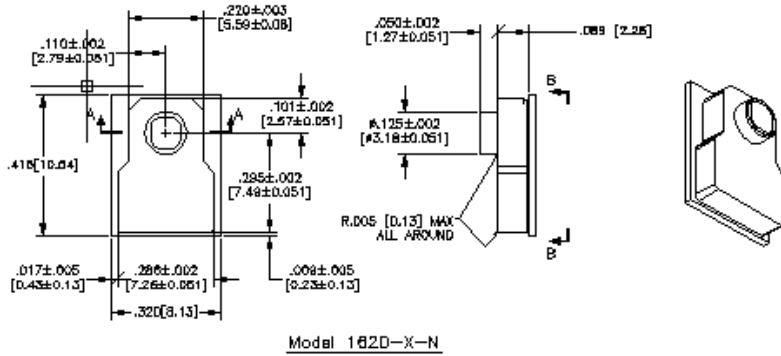 .220±.003
[5.59±0.08]
.110±.002
[2.79±0.051]
A
A
.101±.002
[2.57±0.051]
.418[10.64]
.295±.002
[7.49±0.051]
.017±.005
[0.43±0.13]
.286±.002
[7.26±0.051]
.009±.005
[0.23±0.13]
.320[8.13]
.050±.002
[1.27±0.051]
.089 [2.26]
B
ø.125±.002
[ø3.18±0.051]
R.005 [0.13] MAX
ALL AROUND
B
Model 1620-X-N